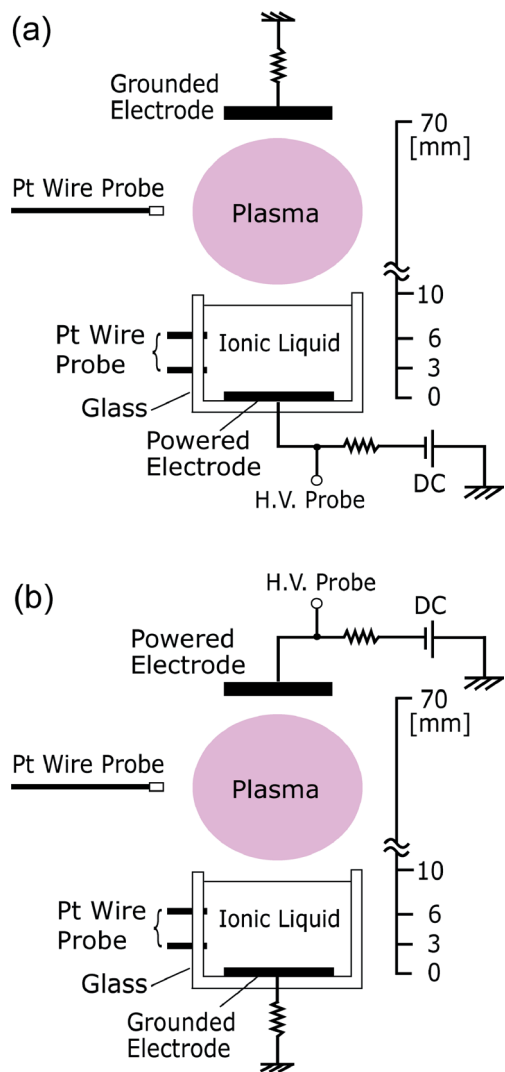 (a)
Grounded
Electrode
70
[mm]
Pt Wire Probe
Plasma
10
Pt Wire
Probe
Ionic Liquid
6
3
0
Glass
Powered
Electrode
H.V. Probe
DC
(b)
H.V. Probe
DC
Powered
Electrode
70
[mm]
Pt Wire Probe
Plasma
10
Pt Wire
Probe
Ionic Liquid
6
3
0
Glass
Grounded
Electrode